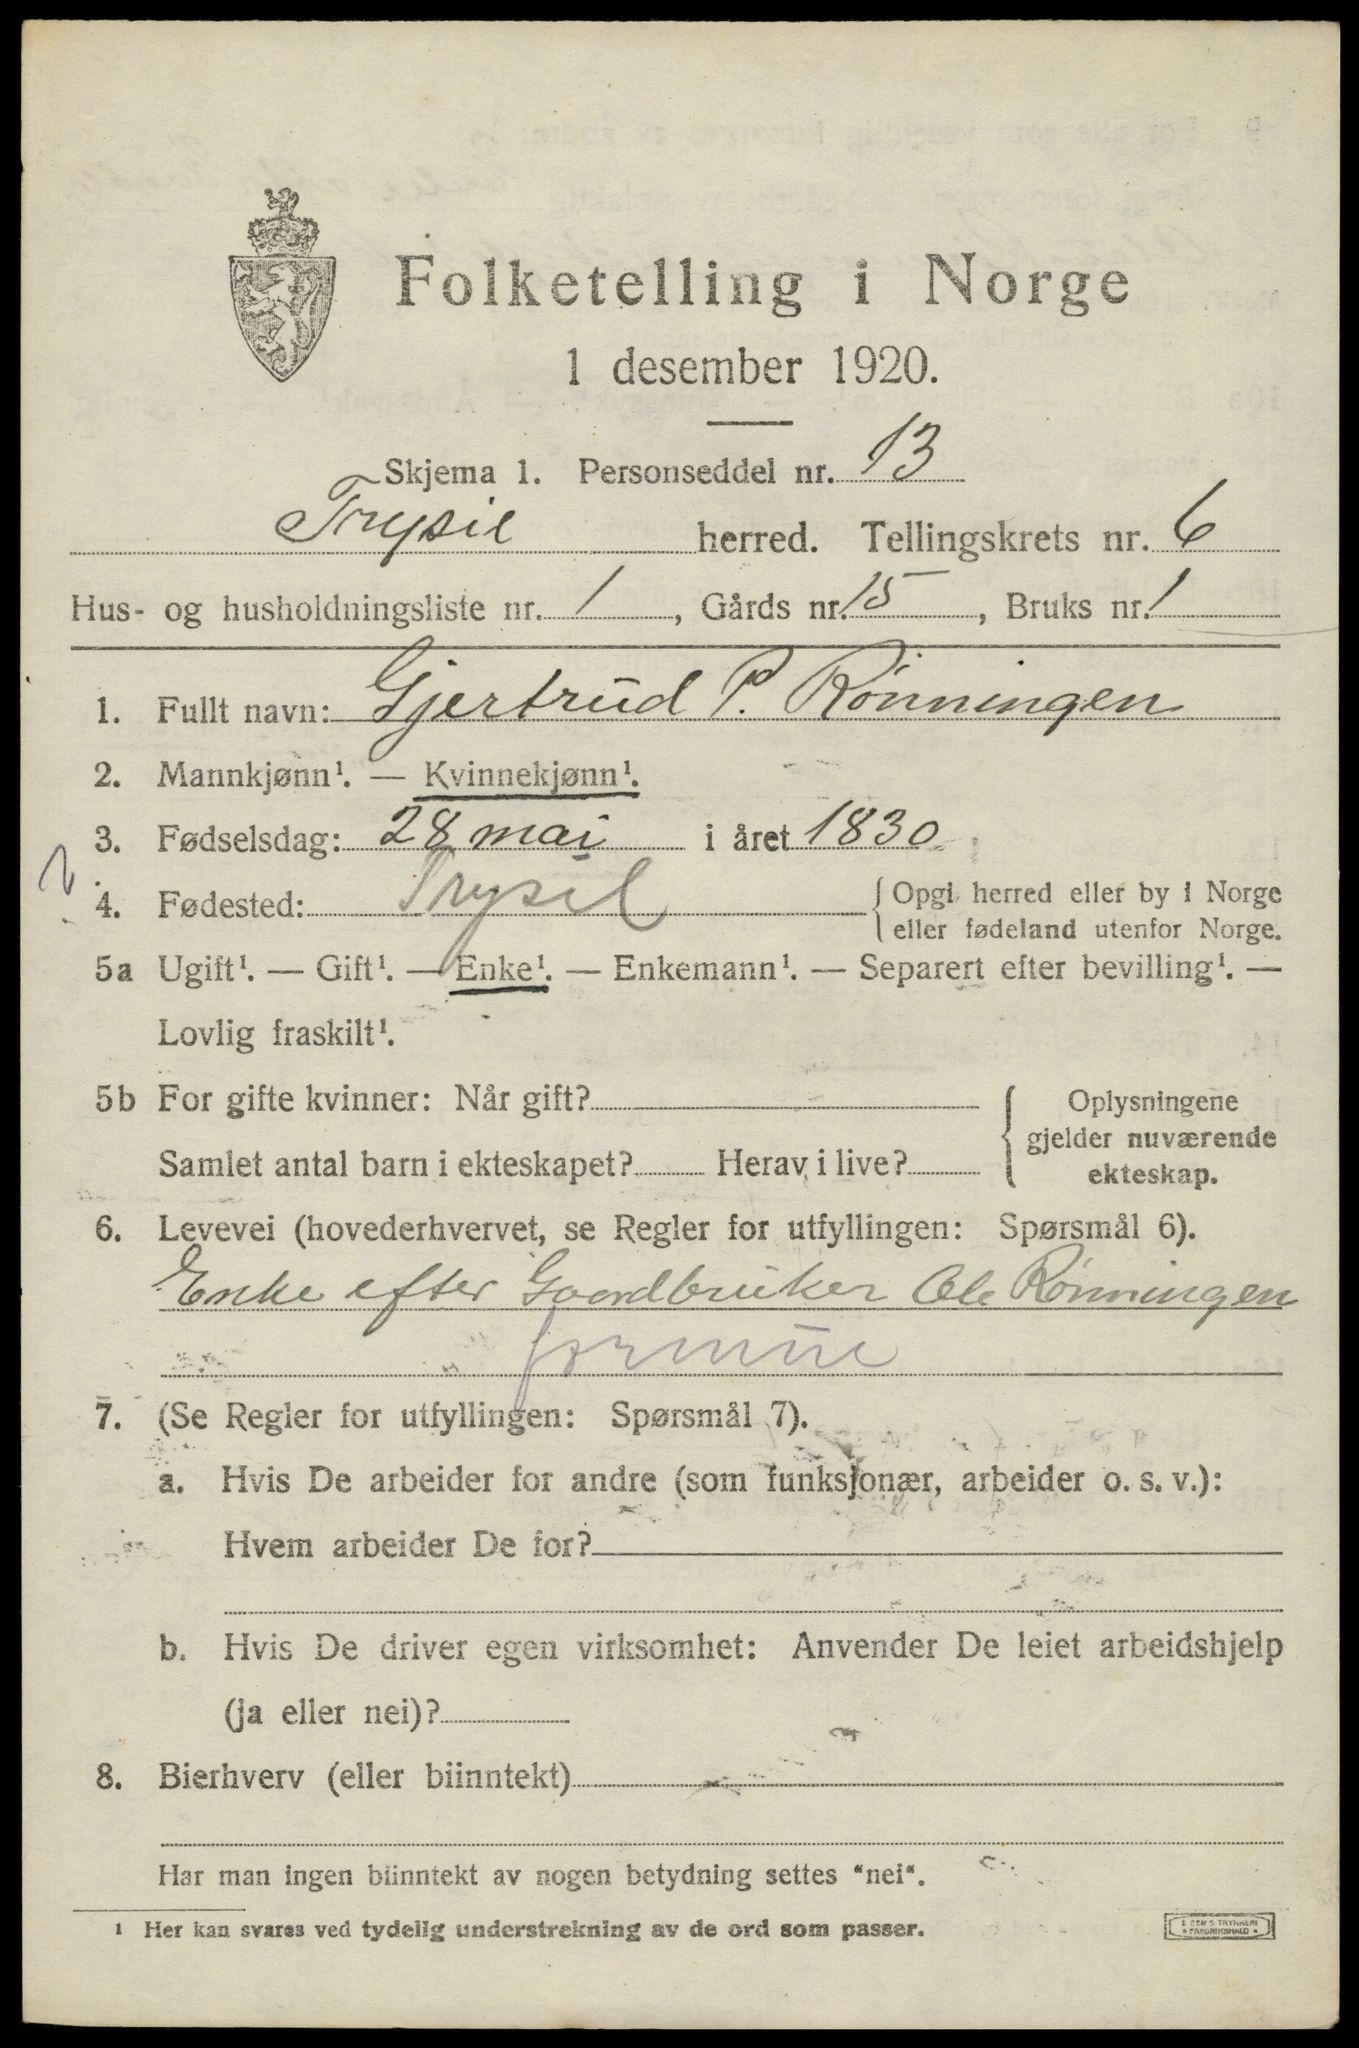 Folketelling i Norge
1 desember 1920.
Skjema 1. Personseddel nr. 13
Trysil herred. Tellingskrets nr. 6
Hus- og husholdningsliste nr. 1, Gårds nr. 15, Bruks nr. 1
1. Fullt navn: Gjertrud P. Rønningen
2. Mannkjønn¹. — Kvinnekjønn¹.
3. Fødselsdag: 28 mai i året 1830
4. Fødested: Trysil { Opgi herred eller by i Norge
eller fødeland utenfor Norge.
5a Ugift¹. — Gift¹. — Enke¹. — Enkemann¹. — Separert efter bevilling¹. —
Lovlig fraskilt¹.
5b For gifte kvinner: Når gift? { Oplysningene
gjelder nuværende
Samlet antal barn i ekteskapet? Herav i live? ekteskap.
6. Levevei (hovederhvervet, se Regler for utfyllingen: Spørsmål 6).
Enke efter Gaardbruker Ole Rønningen
formue
7. (Se Regler for utfyllingen: Spørsmål 7).
a. Hvis De arbeider for andre (som funksjonær, arbeider o. s. v.):
Hvem arbeider De for?
b. Hvis De driver egen virksomhet: Anvender De leiet arbeidshjelp
(ja eller nei)?
8. Bierhverv (eller biinntekt)
Har man ingen biinntekt av nogen betydning settes "nei".
¹ Her kan svares ved tydelig understrekning av de ord som passer.